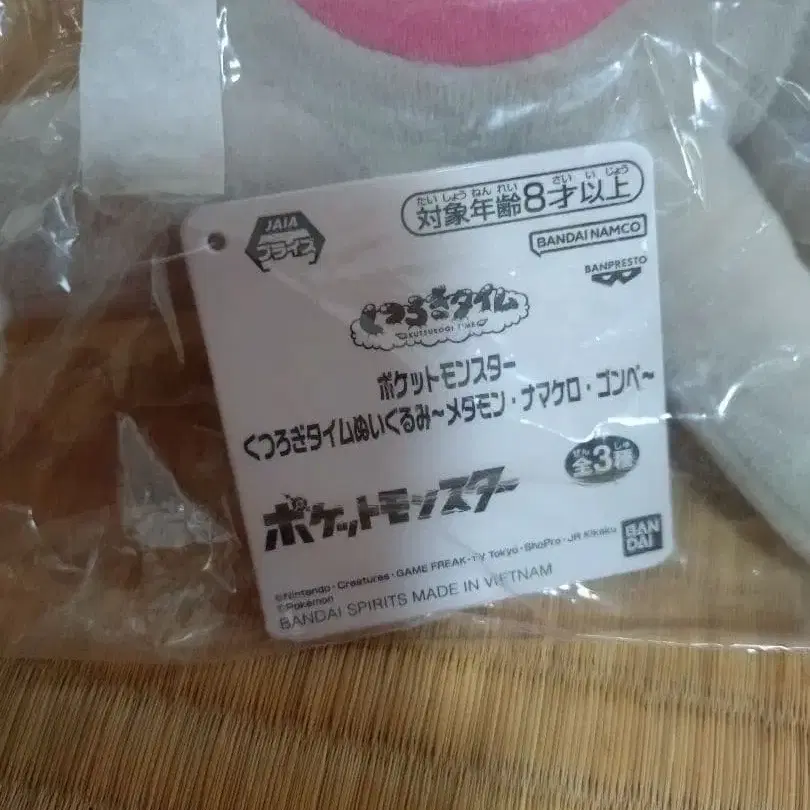 たいしょうねんれい さい いじょう
対象年齢8才以上
JAIA
プライズ
BANDAI NAMCO
BANPRESTO
くつろぎタイム
KUTSUROGI TIME
ポケットモンスター
くつろぎタイムぬいぐるみ~メタモン・ナマケロ・ゴンベ~
ぜん しゅ
全3種
ポケットモンスター
©Nintendo・Creatures・GAME FREAK・TV Tokyo・ShoPro・JR Kikaku
©Pokémon
BANDAI SPIRITS MADE IN VIETNAM
BAN
DAI